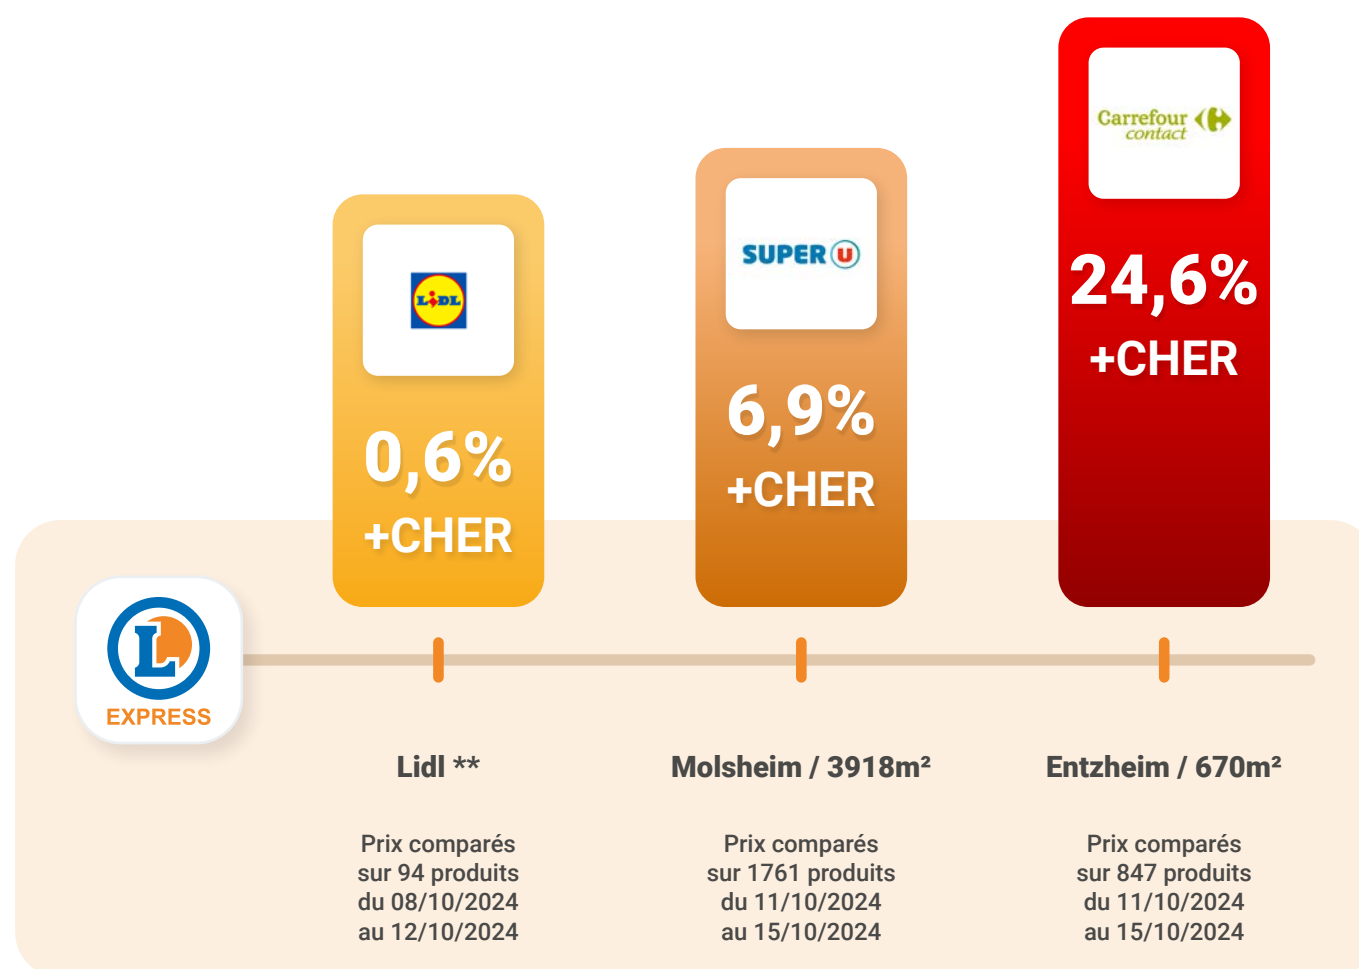 LiDL
0,6%
+CHER
SUPER U
6,9%
+CHER
Carrefour
contact
24,6%
+CHER
L
EXPRESS
Lidl **
Prix comparés
sur 94 produits
du 08/10/2024
au 12/10/2024
Molsheim / 3918m²
Prix comparés
sur 1761 produits
du 11/10/2024
au 15/10/2024
Entzheim / 670m²
Prix comparés
sur 847 produits
du 11/10/2024
au 15/10/2024